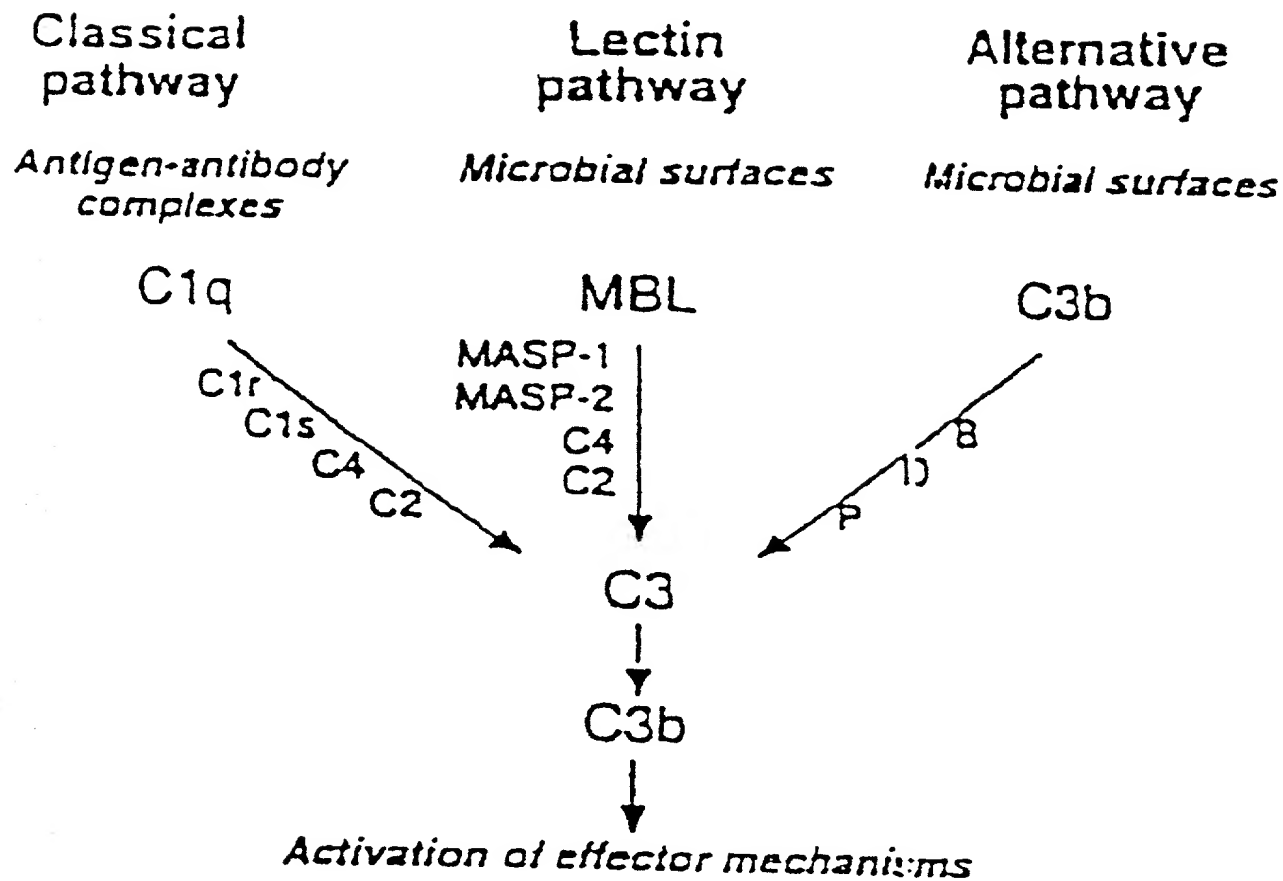 Classical
pathway
Lectin
pathway
Alternative
pathway
Antigen-antibody
complexes
Microbial surfaces
Microbial surfaces
C1q
MBL
C3b
C1r
C1s
C4
C2
MASP-1
MASP-2
C4
C2
B
D
P
C3
C3b
Activation of effector mechanisms